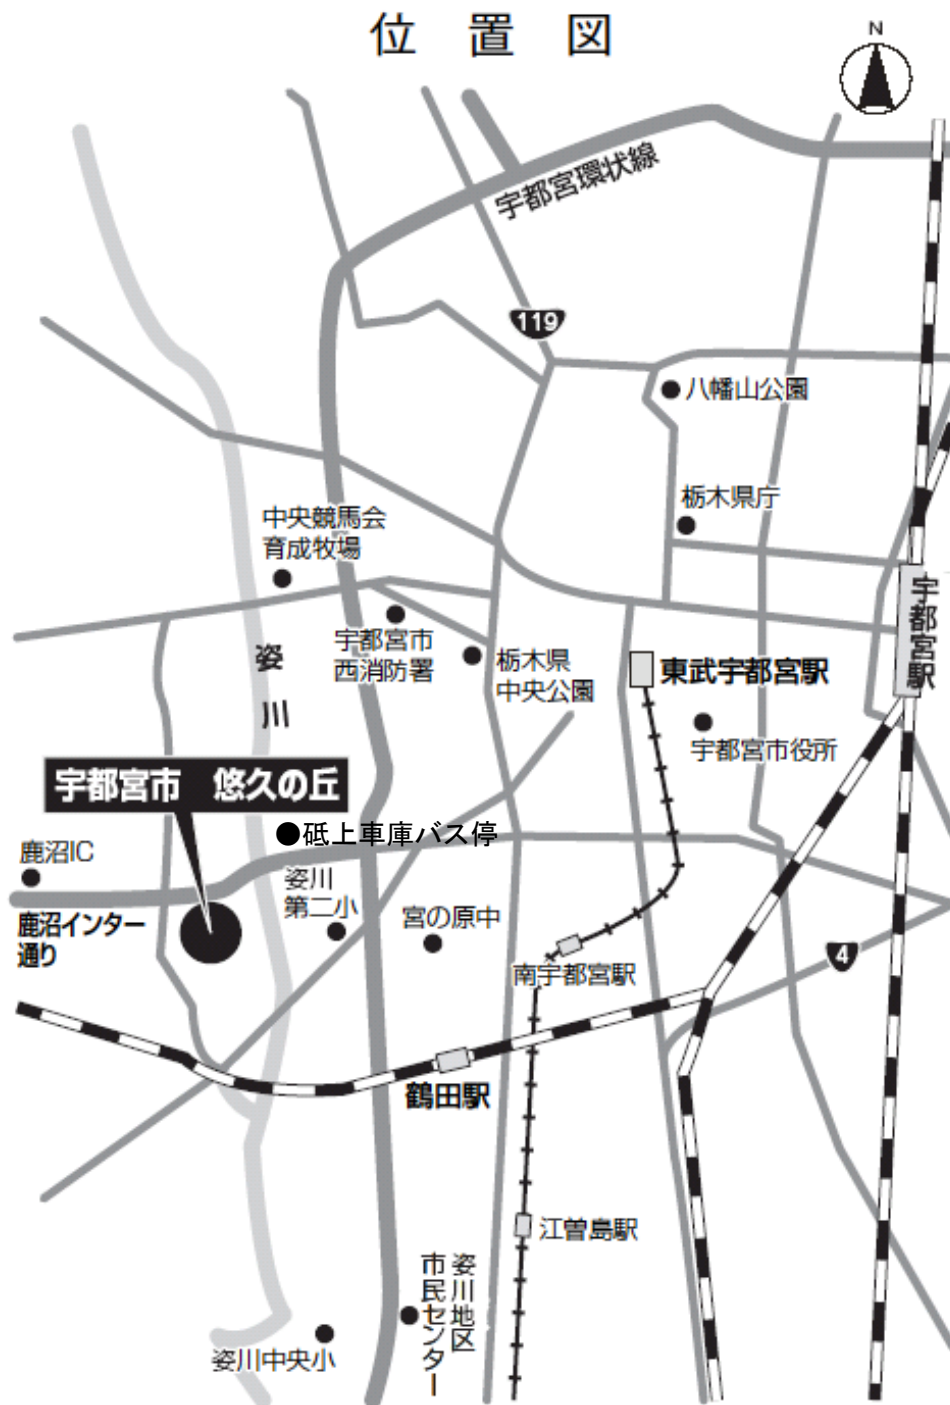 位置図
N
宇都宮環状線
119
八幡山公園
栃木県庁
中央競馬会
育成牧場
宇都宮駅
宇都宮市
西消防署
姿川
栃木県
中央公園
東武宇都宮駅
宇都宮市役所
宇都宮市 悠久の丘
●砥上車庫バス停
鹿沼IC
姿川
第二小
宮の原中
鹿沼インター
通り
南宇都宮駅
4
鶴田駅
江曽島駅
姿川地区
市民センター
姿川中央小